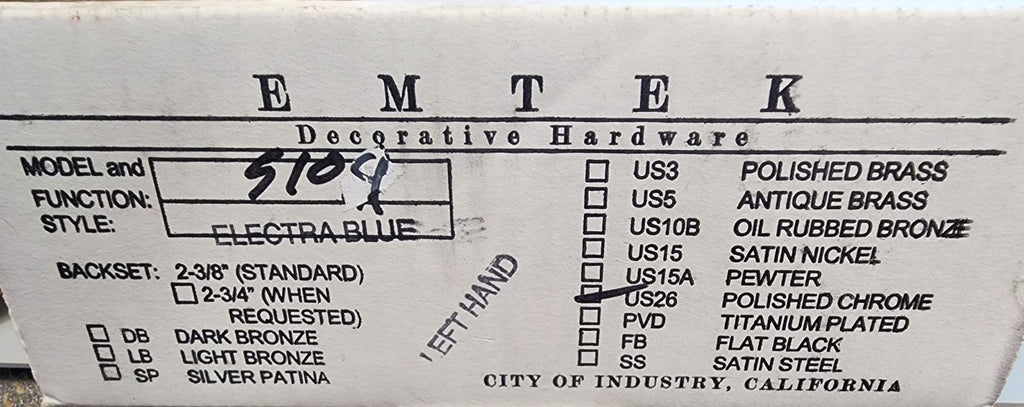 EMTEK
Decorative Hardware
MODEL and FUNCTION:
STYLE:
ELECTRA BLUE
BACKSET: 2-3/8" (STANDARD)
2-3/4" (WHEN
REQUESTED)
DB DARK BRONZE
LB LIGHT BRONZE
SP SILVER PATINA
LEFT HAND
US3 POLISHED BRASS
US5 ANTIQUE BRASS
US10B OIL RUBBED BRONZE
US15 SATIN NICKEL
US15A PEWTER
US26 POLISHED CHROME
PVD TITANIUM PLATED
FB FLAT BLACK
SS SATIN STEEL
CITY OF INDUSTRY, CALIFORNIA